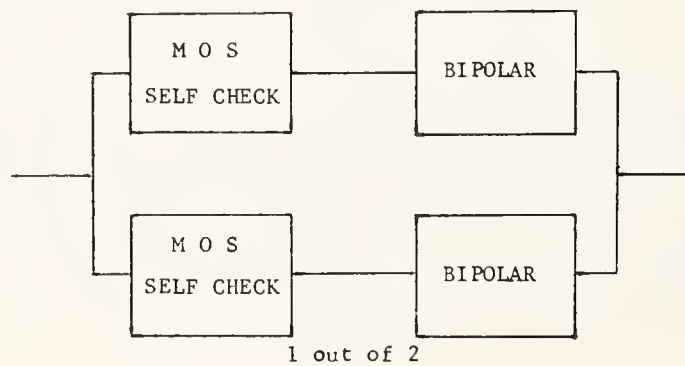 M O S
SELF CHECK
BIPOLAR
M O S
SELF CHECK
BIPOLAR
1 out of 2